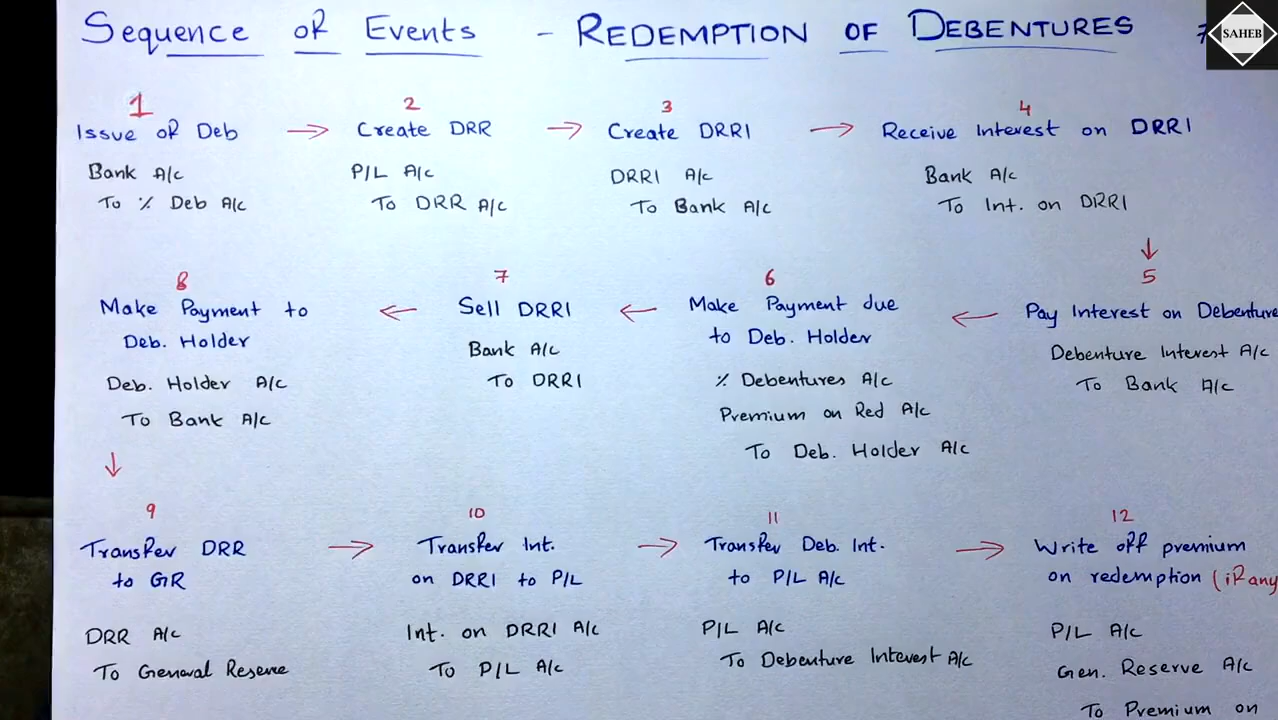 Sequence of Events - REDEMPTION OF DEBENTURES
SAHEB
1
Issue of Deb
Bank A/c
To % Deb A/c
2
Create DRR
P/L A/c
To DRR A/c
3
Create DRRI
DRRI A/c
To Bank A/c
4
Receive Interest on DRRI
Bank A/c
To Int. on DRRI
5
Pay Interest on Debenture
Debenture Interest A/c
To Bank A/c
6
Make Payment due
to Deb. Holder
% Debentures A/c
Premium on Red A/c
To Deb. Holder A/c
7
Sell DRRI
Bank A/c
To DRRI
8
Make Payment to
Deb. Holder
Deb. Holder A/c
To Bank A/c
9
Transfer DRR
to GR
DRR A/c
To General Reserve
10
Transfer Int.
on DRRI to P/L
Int. on DRRI A/c
To P/L A/c
11
Transfer Deb. Int.
to P/L A/c
P/L A/c
To Debenture Interest A/c
12
Write off premium
on redemption (if any
P/L A/c
Gen. Reserve A/c
To Premium on